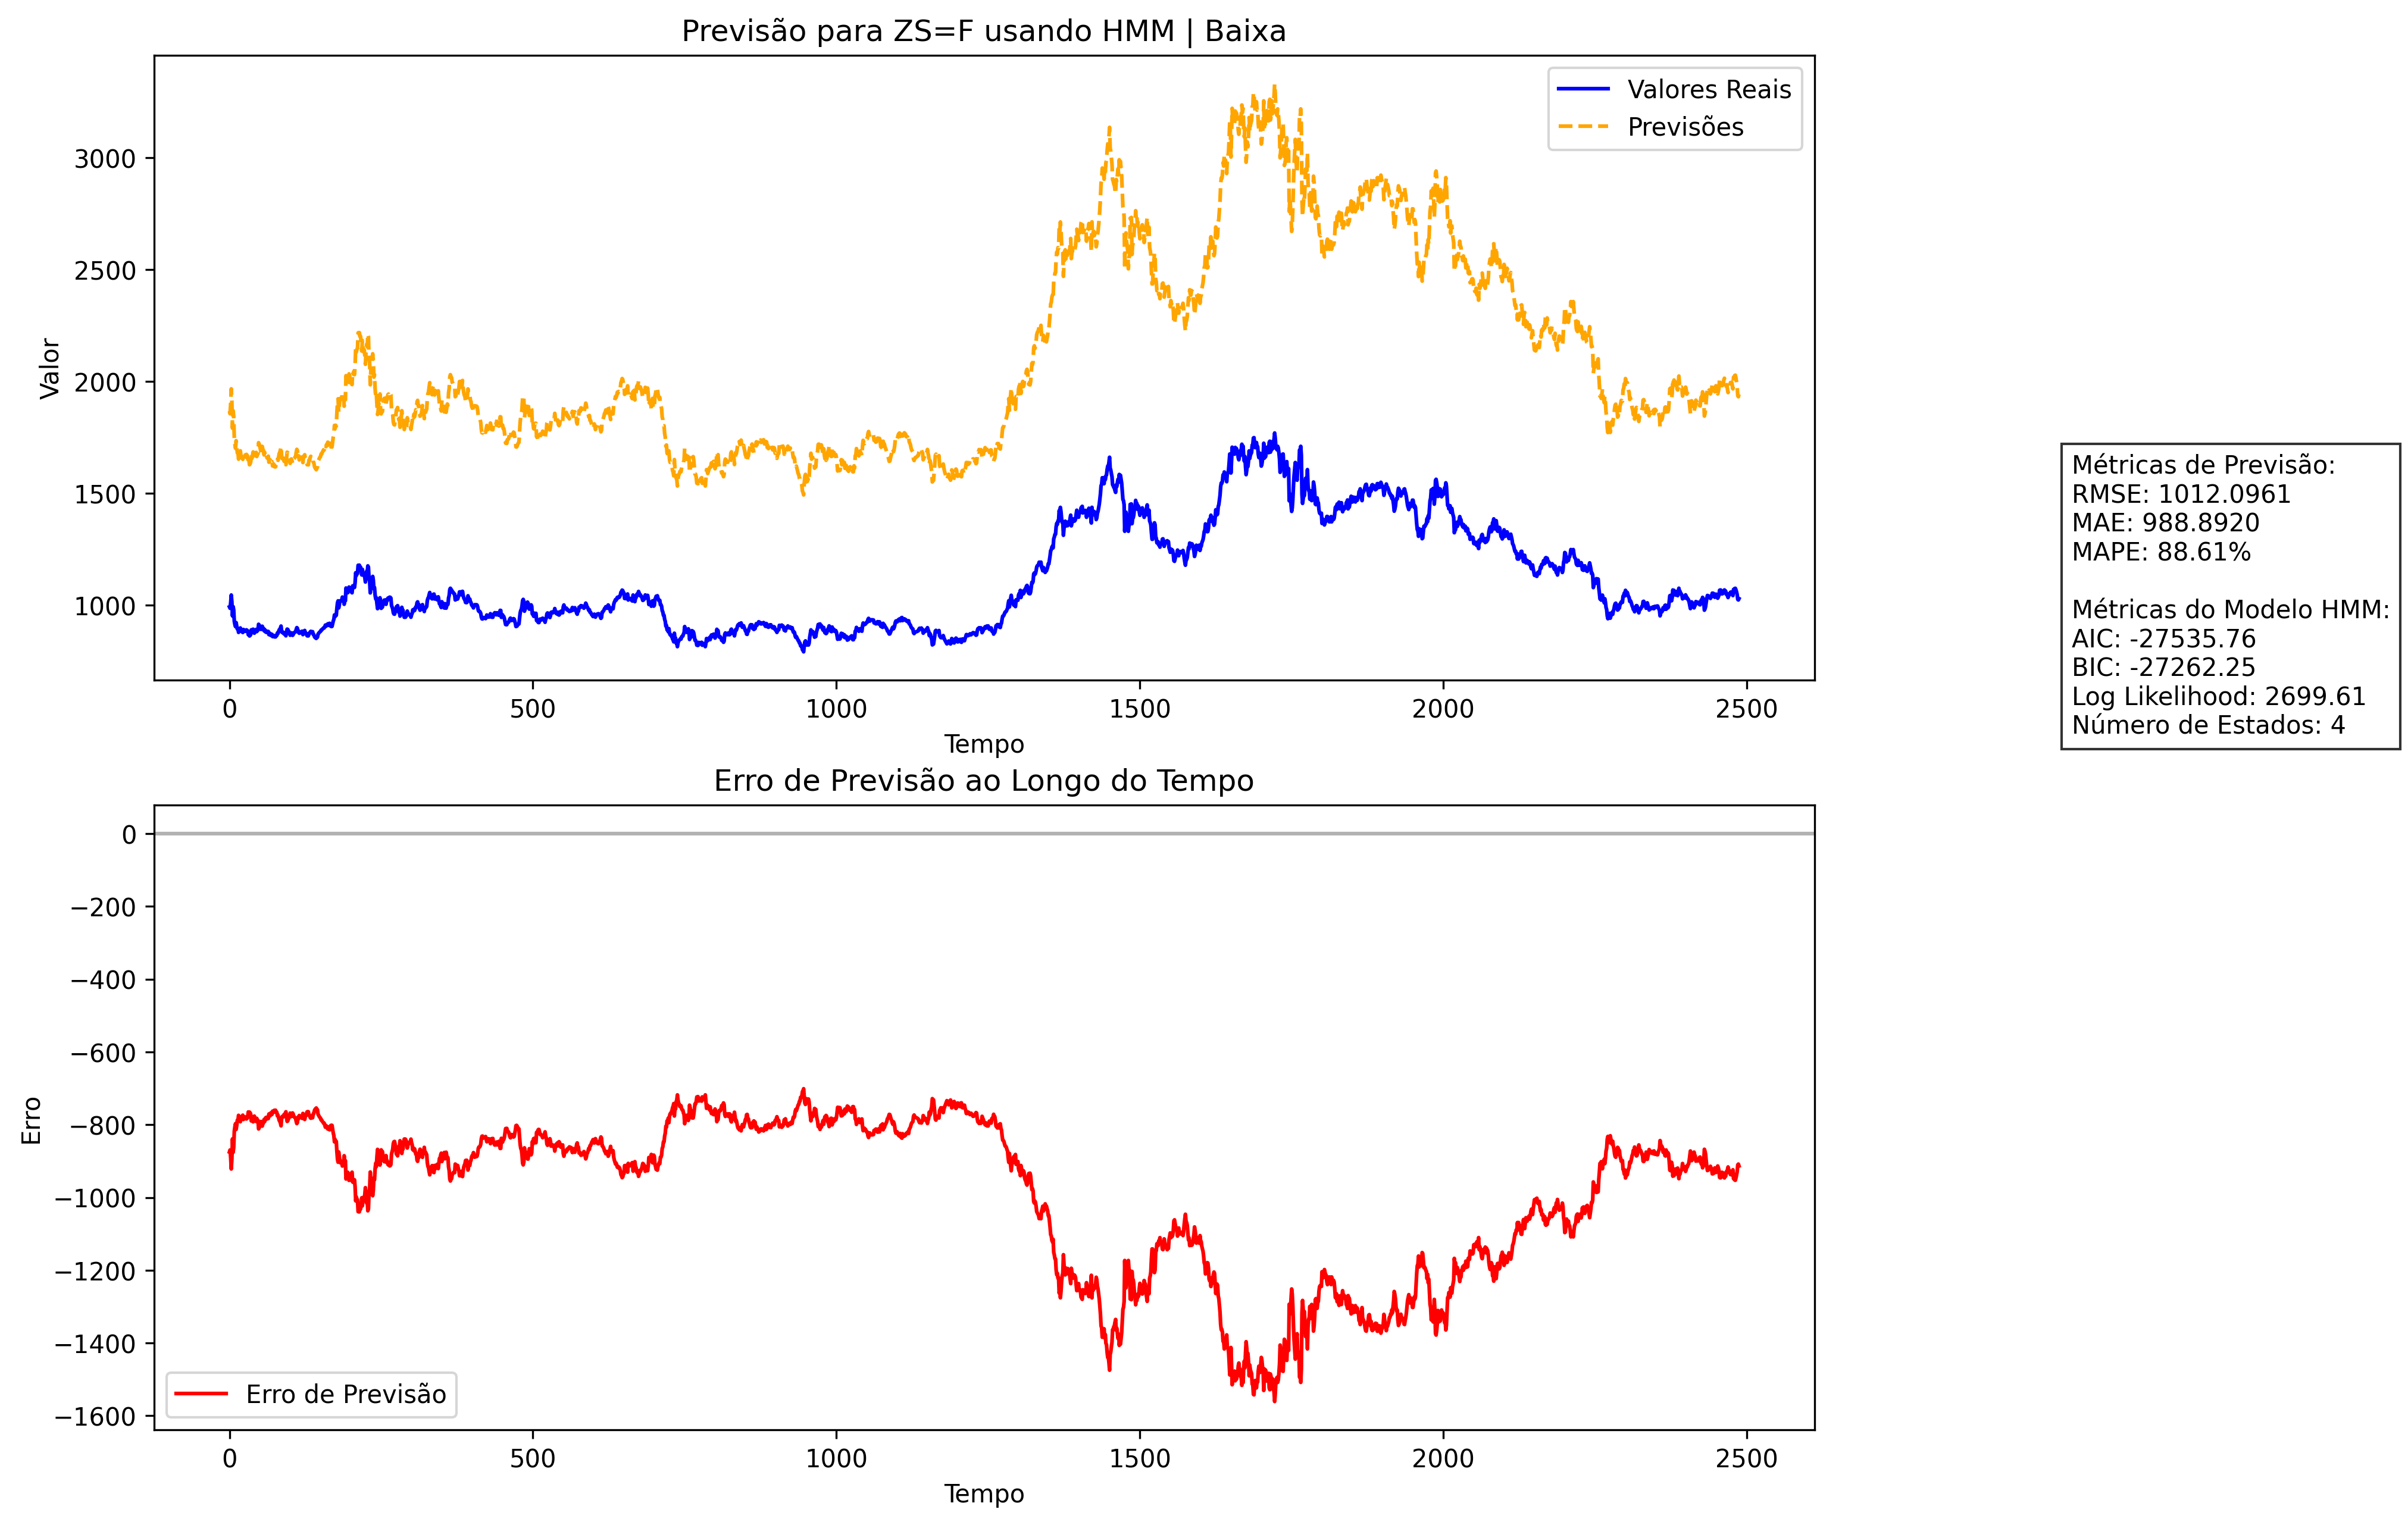 Previsão para ZS=F usando HMM | Baixa
Valores Reais
Previsões
Valor
3000
2500
2000
1500
1000
0
500
1000
1500
2000
2500
Tempo
Métricas de Previsão:
RMSE: 1012.0961
MAE: 988.8920
MAPE: 88.61%
Métricas do Modelo HMM:
AIC: -27535.76
BIC: -27262.25
Log Likelihood: 2699.61
Número de Estados: 4
Erro de Previsão ao Longo do Tempo
Erro
0
−200
−400
−600
−800
−1000
−1200
−1400
−1600
Erro de Previsão
0
500
1000
1500
2000
2500
Tempo